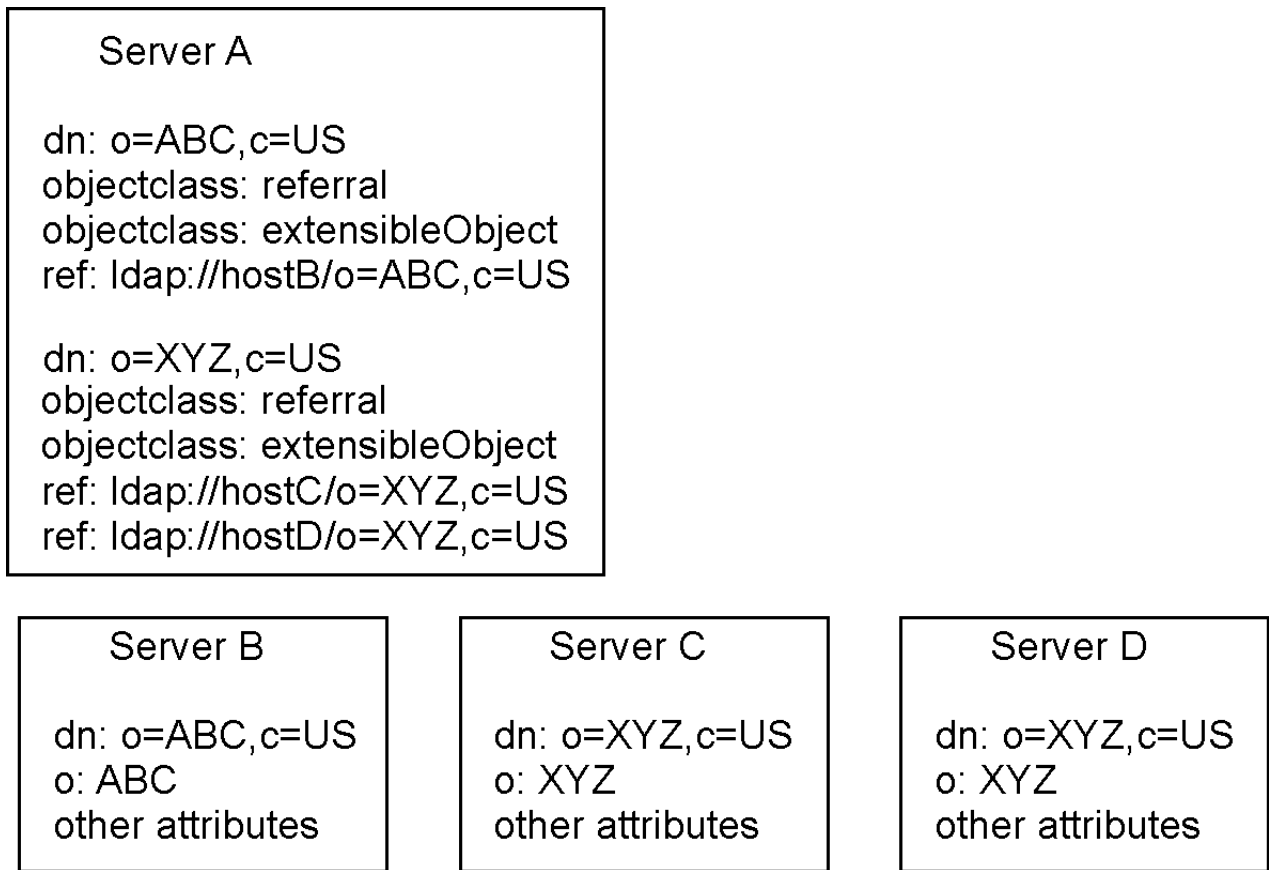 Server A
dn: o=ABC,c=US
objectclass: referral
objectclass: extensibleObject
ref: ldap://hostB/o=ABC,c=US
dn: o=XYZ,c=US
objectclass: referral
objectclass: extensibleObject
ref: ldap://hostC/o=XYZ,c=US
ref: ldap://hostD/o=XYZ,c=US
Server B
dn: o=ABC,c=US
o: ABC
other attributes
Server C
dn: o=XYZ,c=US
o: XYZ
other attributes
Server D
dn: o=XYZ,c=US
o: XYZ
other attributes